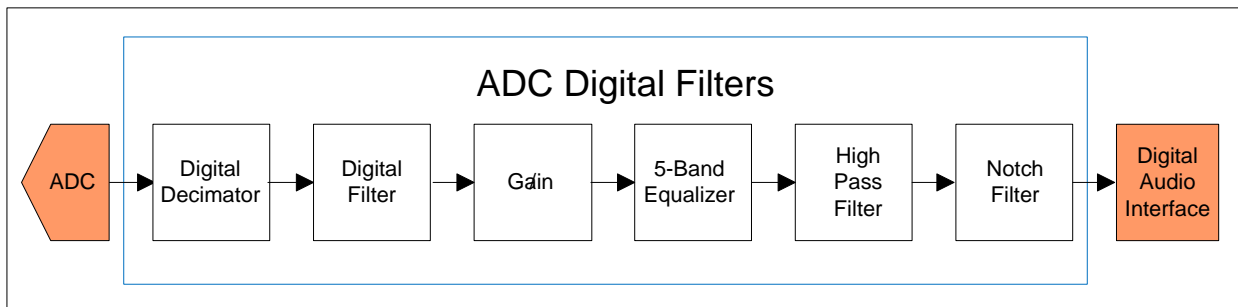 ADC Digital Filters
ADC
Digital
Decimator
Digital
Filter
Gain
5-Band
Equalizer
High
Pass
Filter
Notch
Filter
Digital
Audio
Interface